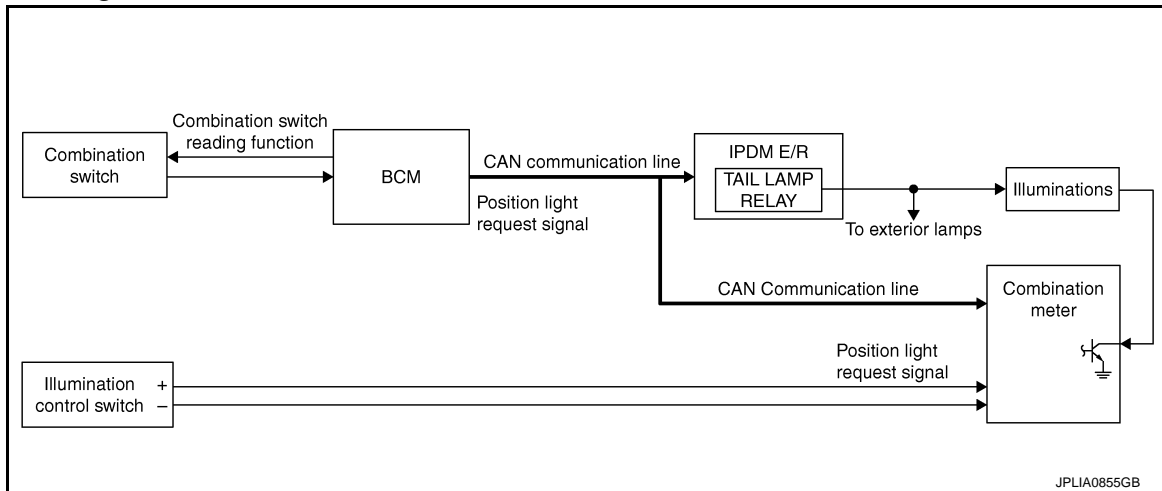 Combination switch
reading function
Combination
switch
BCM
CAN communication line
Position light
request signal
IPDM E/R
TAIL LAMP
RELAY
To exterior lamps
Illuminations
CAN Communication line
Combination
meter
Position light
request signal
Illumination
control switch
+
–
JPLIA0855GB